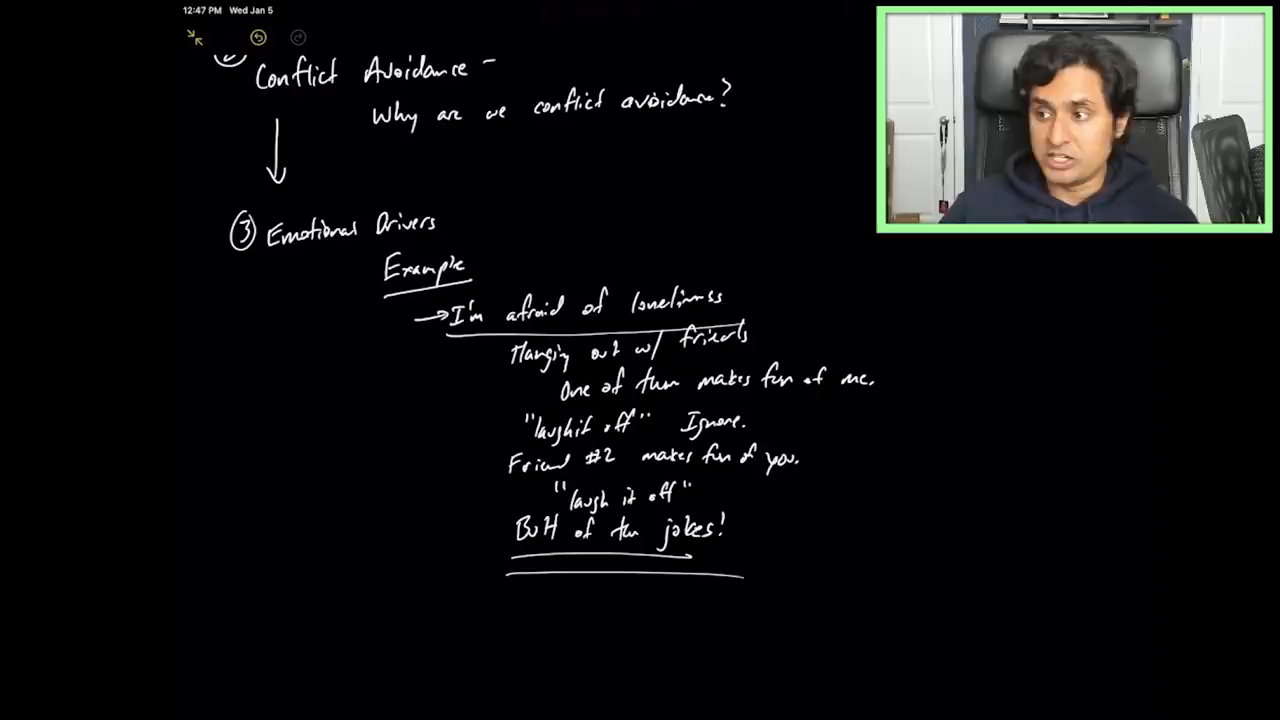 12:47 PM Wed Jan 5
Conflict Avoidance -
Why are we conflict avoidance?
③ Emotional Drivers
Example
→ I'm afraid of loneliness
Hanging out w/ friends
One of them makes fun of me.
"laugh it off" Ignore.
Friend #2 makes fun of you.
"laugh it off"
Butt of the jokes!